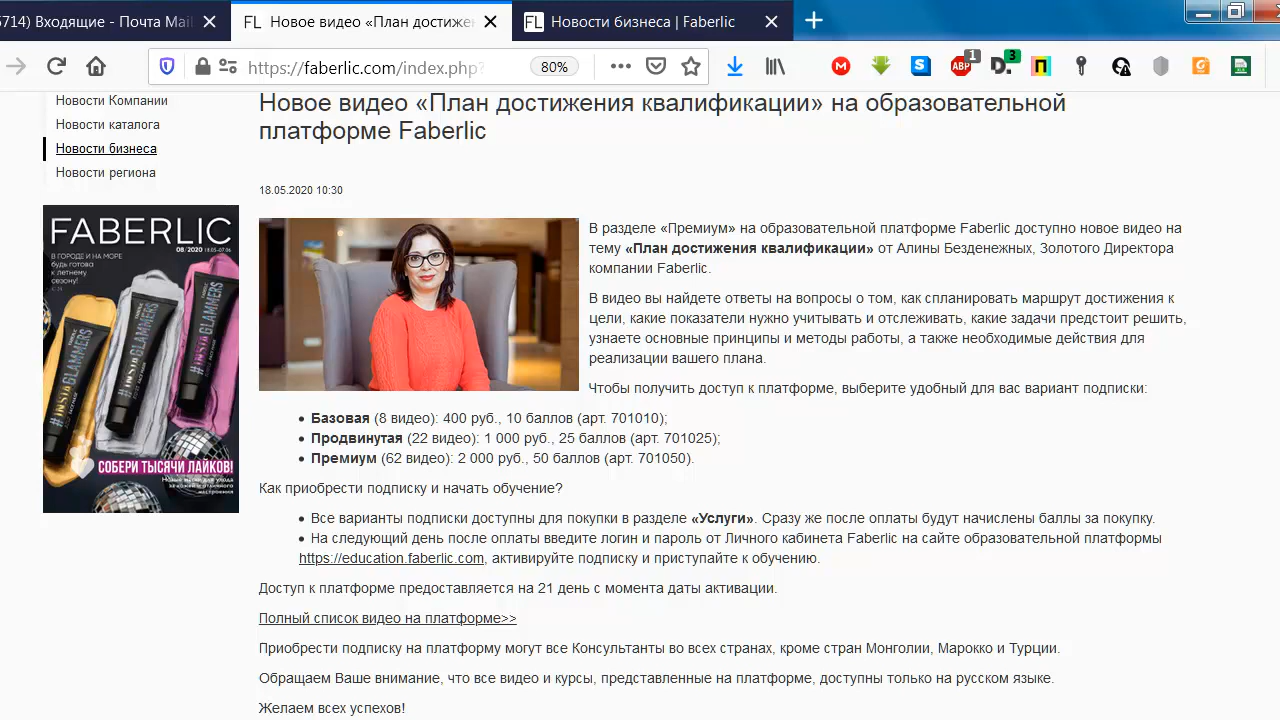 5714) Входящие - Почта Mail
FL Новое видео «План достижен
FL Новости бизнеса | Faberlic
https://faberlic.com/index.php?
80%
ABP 1
D. 3
Новости Компании
Новости каталога
Новости бизнеса
Новости региона
FABERLIC
08/2020 18.05-07.06
В ГОРОДЕ И НА МОРЕ
будь готова
к летнему
сезону!
#INSTAGLAMMERS
#INSTAGLAMMERS
#INSTAGLAMMERS
СОБЕРИ ТЫСЯЧИ ЛАЙКОВ!
Новое видео «План достижения квалификации» на образовательной
платформе Faberlic
18.05.2020 10:30
В разделе «Премиум» на образовательной платформе Faberlic доступно новое видео на
тему «План достижения квалификации» от Алины Безденежных, Золотого Директора
компании Faberlic.
В видео вы найдете ответы на вопросы о том, как спланировать маршрут достижения к
цели, какие показатели нужно учитывать и отслеживать, какие задачи предстоит решить,
узнаете основные принципы и методы работы, а также необходимые действия для
реализации вашего плана.
Чтобы получить доступ к платформе, выберите удобный для вас вариант подписки:
• Базовая (8 видео): 400 руб., 10 баллов (арт. 701010);
• Продвинутая (22 видео): 1 000 руб., 25 баллов (арт. 701025);
• Премиум (62 видео): 2 000 руб., 50 баллов (арт. 701050).
Как приобрести подписку и начать обучение?
• Все варианты подписки доступны для покупки в разделе «Услуги». Сразу же после оплаты будут начислены баллы за покупку.
• На следующий день после оплаты введите логин и пароль от Личного кабинета Faberlic на сайте образовательной платформы
https://education.faberlic.com, активируйте подписку и приступайте к обучению.
Доступ к платформе предоставляется на 21 день с момента даты активации.
Полный список видео на платформе>>
Приобрести подписку на платформу могут все Консультанты во всех странах, кроме стран Монголии, Марокко и Турции.
Обращаем Ваше внимание, что все видео и курсы, представленные на платформе, доступны только на русском языке.
Желаем всех успехов!